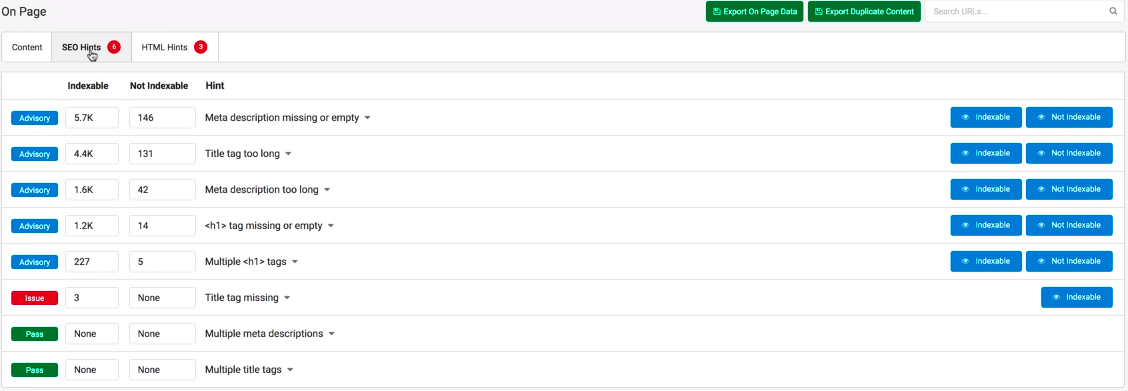 On Page
Export On Page Data Export Duplicate Content Search URLs...
Content SEO Hints 6 HTML Hints 3
Indexable Not Indexable Hint
Advisory 5.7K 146 Meta description missing or empty Indexable Not Indexable
Advisory 4.4K 131 Title tag too long Indexable Not Indexable
Advisory 1.6K 42 Meta description too long Indexable Not Indexable
Advisory 1.2K 14 <h1> tag missing or empty Indexable Not Indexable
Advisory 227 5 Multiple <h1> tags Indexable Not Indexable
Issue 3 None Title tag missing Indexable
Pass None None Multiple meta descriptions
Pass None None Multiple title tags